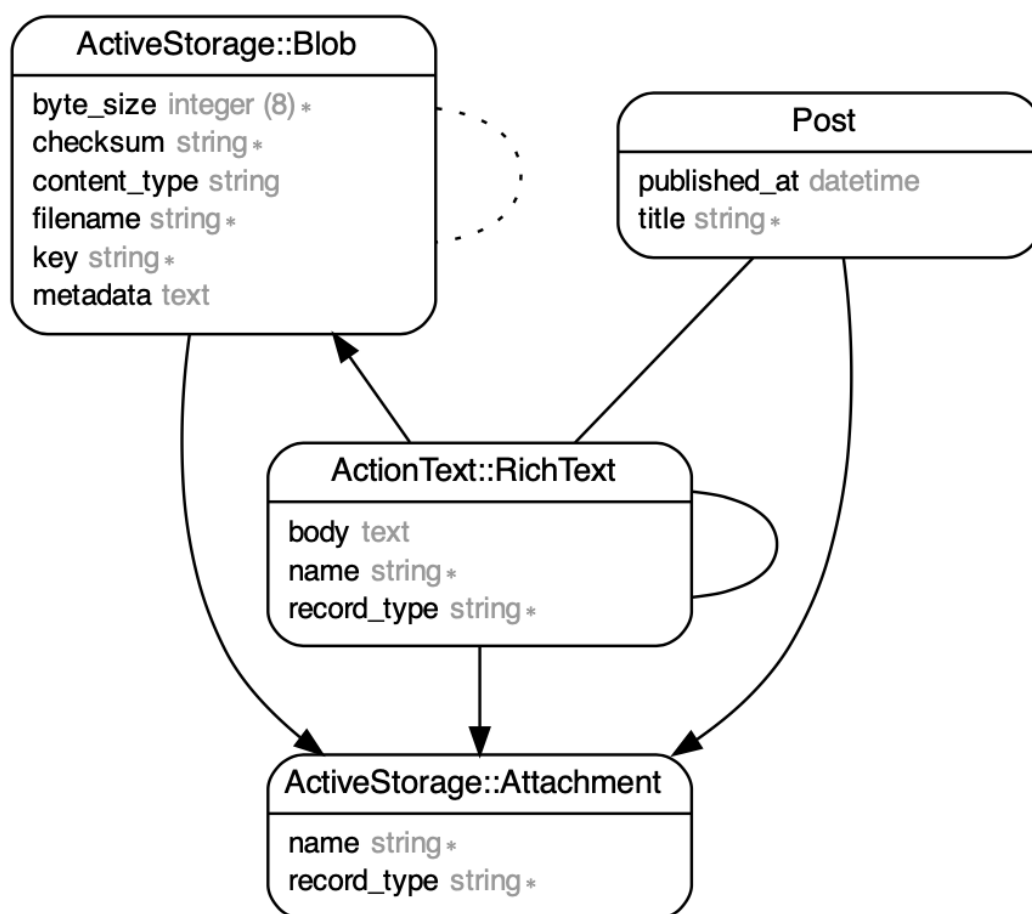 ActiveStorage::Blob
byte_size integer (8) *
checksum string *
content_type string
filename string *
key string *
metadata text
Post
published_at datetime
title string *
ActionText::RichText
body text
name string *
record_type string *
ActiveStorage::Attachment
name string *
record_type string *